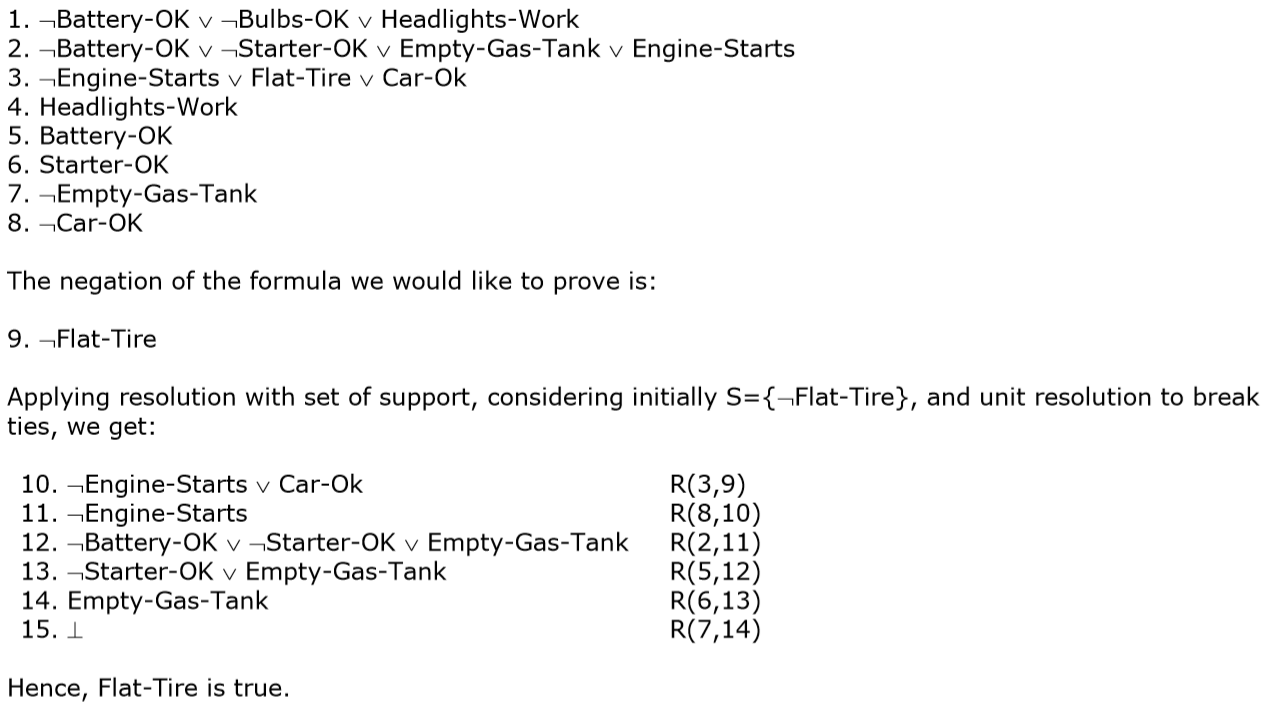 1. ¬Battery-OK ∨ ¬Bulbs-OK ∨ Headlights-Work
2. ¬Battery-OK ∨ ¬Starter-OK ∨ Empty-Gas-Tank ∨ Engine-Starts
3. ¬Engine-Starts ∨ Flat-Tire ∨ Car-Ok
4. Headlights-Work
5. Battery-OK
6. Starter-OK
7. ¬Empty-Gas-Tank
8. ¬Car-OK
The negation of the formula we would like to prove is:
9. ¬Flat-Tire
Applying resolution with set of support, considering initially S={¬Flat-Tire}, and unit resolution to break
ties, we get:
10. ¬Engine-Starts ∨ Car-Ok R(3,9)
11. ¬Engine-Starts R(8,10)
12. ¬Battery-OK ∨ ¬Starter-OK ∨ Empty-Gas-Tank R(2,11)
13. ¬Starter-OK ∨ Empty-Gas-Tank R(5,12)
14. Empty-Gas-Tank R(6,13)
15. ⊥ R(7,14)
Hence, Flat-Tire is true.